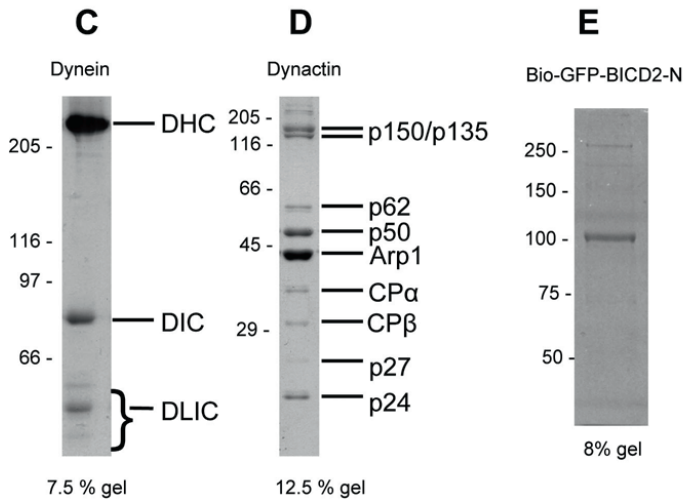 C
Dynein
205 -
116 -
97 -
66 -
DHC
DIC
DLIC
7.5 % gel
D
Dynactin
205 -
116 -
66 -
45 -
29 -
p150/p135
p62
p50
Arp1
CPα
CPβ
p27
p24
12.5 % gel
E
Bio-GFP-BICD2-N
250 -
150 -
100 -
75 -
50 -
8% gel